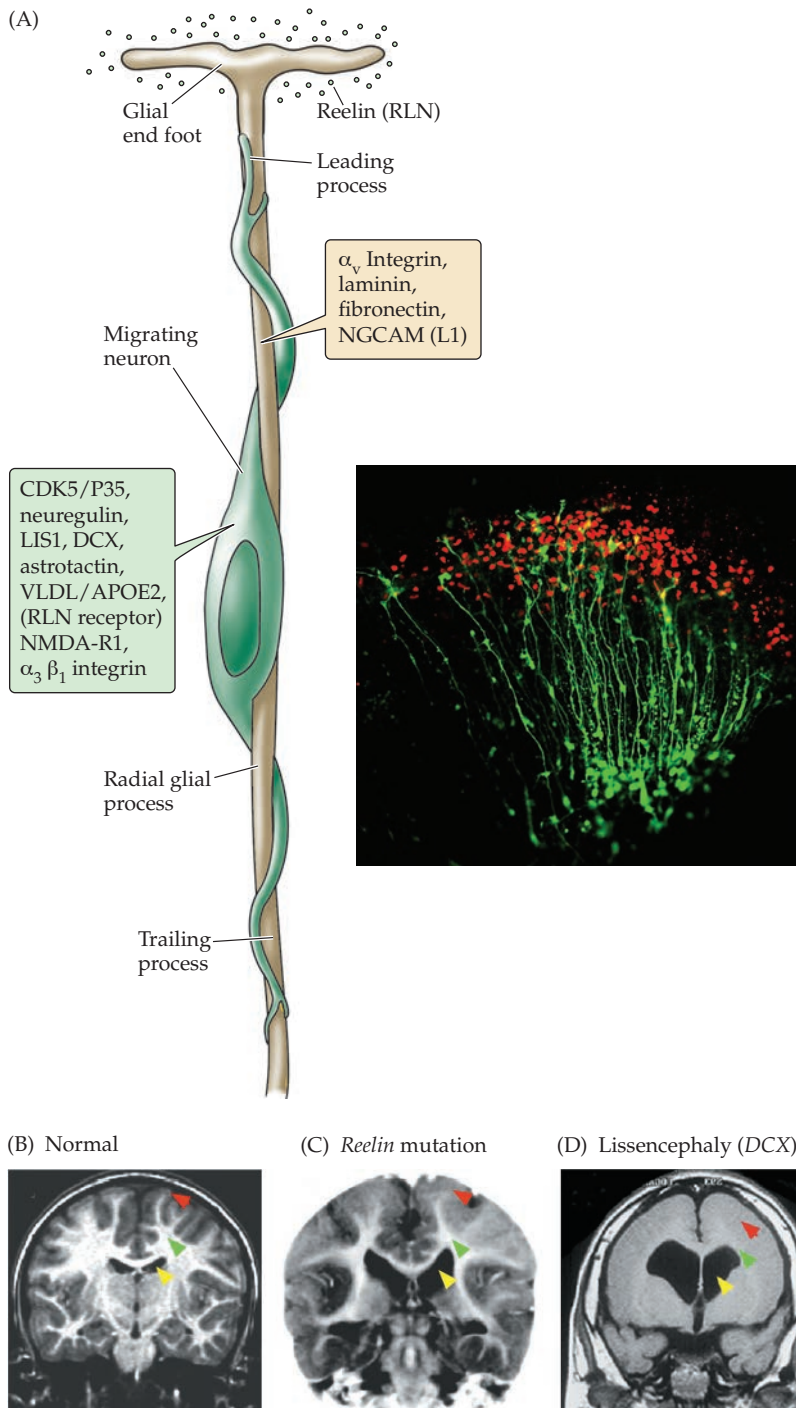 (A)
Glial
end foot
Reelin (RLN)
Leading
process
α_v Integrin,
laminin,
fibronectin,
NGCAM (L1)
Migrating
neuron
CDK5/P35,
neuregulin,
LIS1, DCX,
astrotactin,
VLDL/APOE2,
(RLN receptor)
NMDA-R1,
α₃ β₁ integrin
Radial glial
process
Trailing
process
(B) Normal
(C) Reelin mutation
(D) Lissencephaly (DCX)